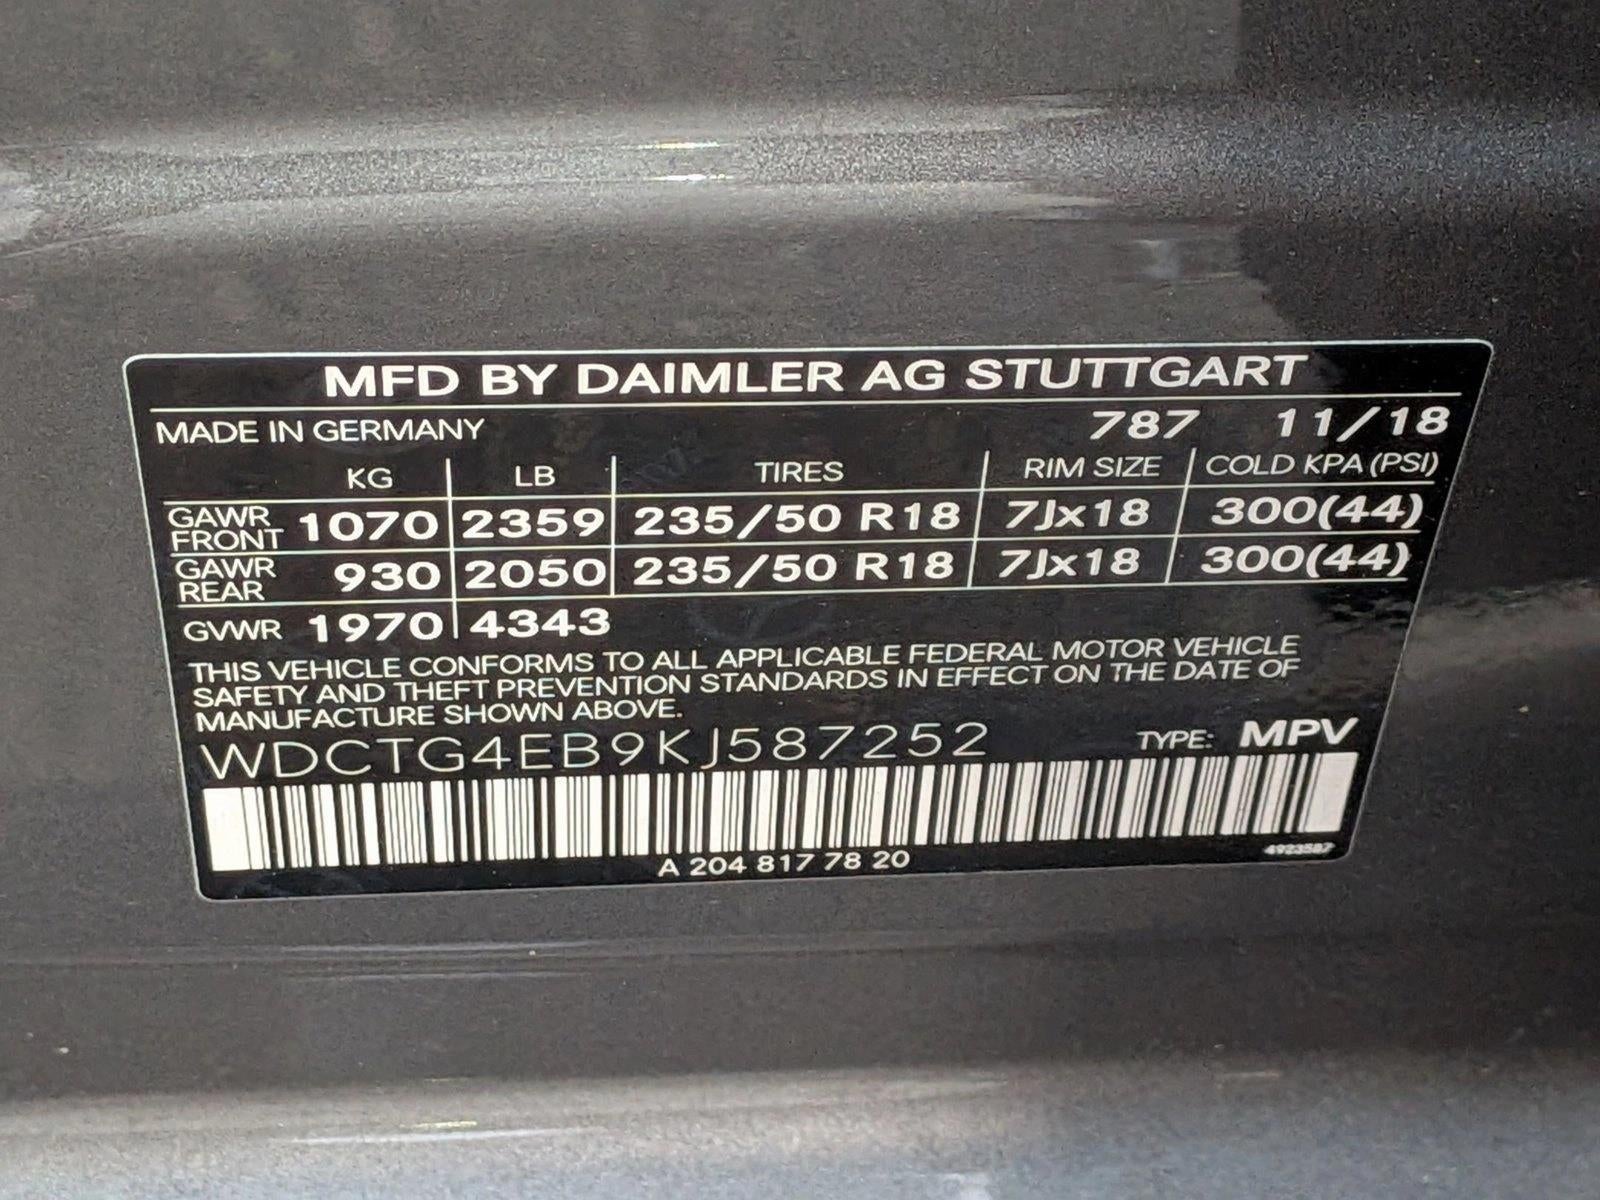 MFD BY DAIMLER AG STUTTGART
MADE IN GERMANY 787 11/18
KG LB TIRES RIM SIZE COLD KPA (PSI)
GAWR FRONT 1070 2359 235/50 R18 7Jx18 300(44)
GAWR REAR 930 2050 235/50 R18 7Jx18 300(44)
GVWR 1970 4343
THIS VEHICLE CONFORMS TO ALL APPLICABLE FEDERAL MOTOR VEHICLE
SAFETY AND THEFT PREVENTION STANDARDS IN EFFECT ON THE DATE OF
MANUFACTURE SHOWN ABOVE.
WDCTG4EB9KJ587252 TYPE: MPV
A 204 817 78 20 4923587